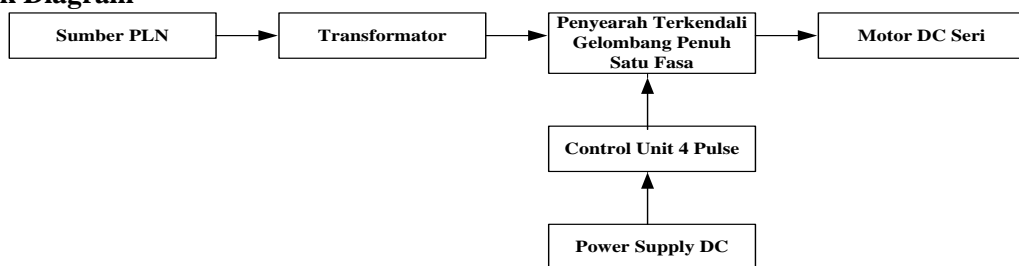 k Diagram
Sumber PLN
Transformator
Penyearah Terkendali
Gelombang Penuh
Satu Fasa
Motor DC Seri
Control Unit 4 Pulse
Power Supply DC